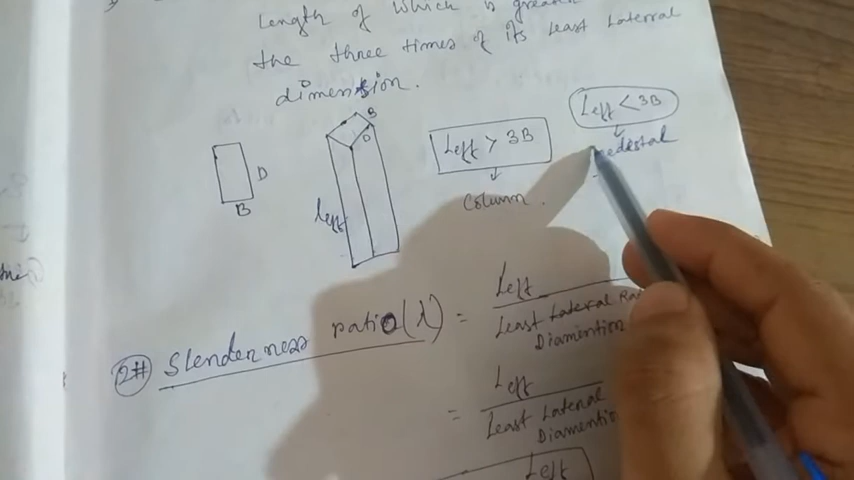 Length of which is
the three times of its Least Lateral
dimension.
B
D
D
B
Leff
Leff > 3B
Column.
Leff < 3B
2# Slenderness ratio(λ) =
Leff
Least Lateral
Diamention
=
Leff
Least Lateral
Diamention
Leff